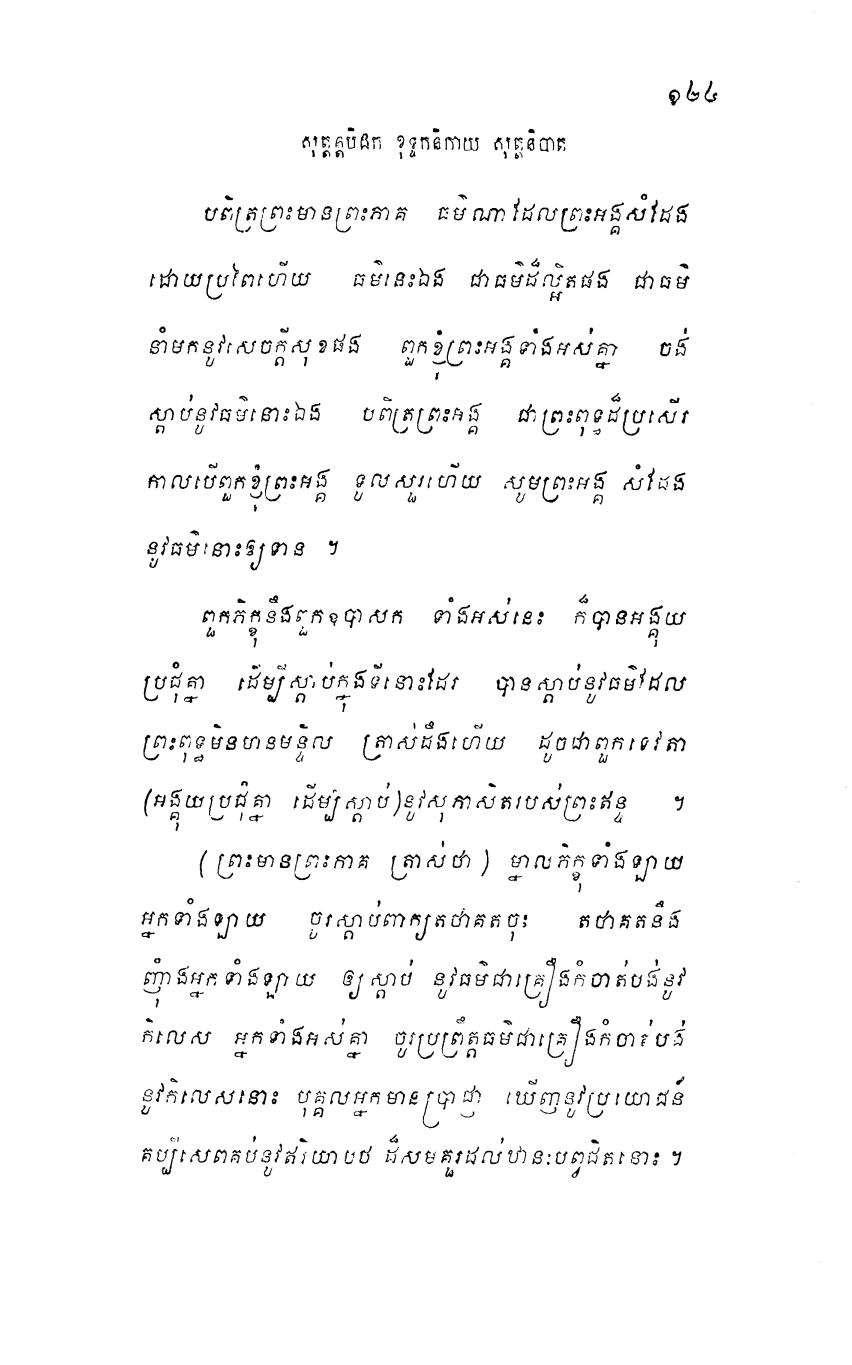 ១២៤
សុត្តន្តបិដក ខុទ្ទកនិកាយ សុត្តនិបាត
បពិត្រព្រះមានព្រះភាគ ធម៌ណាដែលព្រះអង្គសំដែង
ដោយប្រពៃហើយ ធម៌នេះឯង ជាធម៌ដ៏ល្អិតផង ជាធម៌
នាំមកនូវសេចក្តីសុខផង ពួកខ្ញុំព្រះអង្គទាំងអស់គ្នា ចង់
ស្តាប់នូវធម៌នោះឯង បពិត្រព្រះអង្គ ជាព្រះពុទ្ធដ៏ប្រសើរ
កាលបើពួកខ្ញុំព្រះអង្គ ទូលសួរហើយ សូមព្រះអង្គ សំដែង
នូវធម៌នោះឱ្យទាន ។
ពួកភិក្ខុនឹងពួកឧបាសក ទាំងអស់នេះ ក៏បានអង្គុយ
ប្រជុំគ្នា ដើម្បីស្តាប់ក្នុងទីនោះដែរ បានស្តាប់នូវធម៌ដែល
ព្រះពុទ្ធមិនមានមន្ទិល ត្រាស់ដឹងហើយ ដូចជាពួកទេវតា
(អង្គុយប្រជុំគ្នា ដើម្បីស្តាប់)នូវសុភាសិតរបស់ព្រះឥន្ទ ។
( ព្រះមានព្រះភាគ ត្រាស់ថា ) ម្នាលភិក្ខុទាំងឡាយ
អ្នកទាំងឡាយ ចូរស្តាប់ពាក្យតថាគតចុះ តថាគតនឹង
ញុំាងអ្នកទាំងឡាយ ឲ្យស្តាប់ នូវធម៌ជាគ្រឿងកំចាត់បង់នូវ
កិលេស អ្នកទាំងអស់គ្នា ចូរប្រព្រឹត្តធម៌ជាគ្រឿងកំចាត់បង់
នូវកិលេសនោះ បុគ្គលអ្នកមានប្រាជ្ញា ឃើញនូវប្រយោជន៍
គប្បីសេពគប់នូវឥរិយាបថ ដ៏សមគួរដល់ឋានៈបព្វជិតនោះ ។